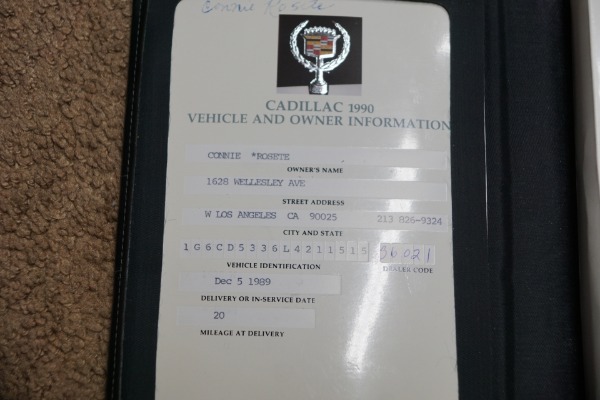 Connie Rosete
CADILLAC 1990
VEHICLE AND OWNER INFORMATION
CONNIE *ROSETE
OWNER'S NAME
1628 WELLESLEY AVE
STREET ADDRESS
W LOS ANGELES CA 90025 213 826-9324
CITY AND STATE
1G6CD5336L4211515 56021
VEHICLE IDENTIFICATION DEALER CODE
Dec 5 1989
DELIVERY OR IN-SERVICE DATE
20
MILEAGE AT DELIVERY